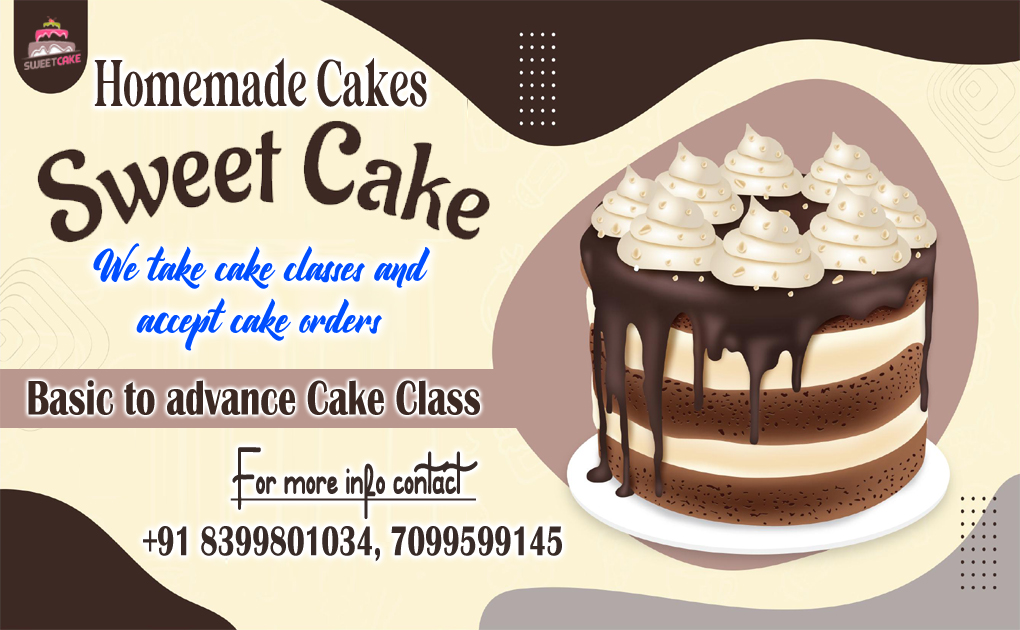 SWEETCAKE
Homemade Cakes
Sweet Cake
We take cake classes and
accept cake orders
Basic to advance Cake Class
For more info contact
+91 8399801034, 7099599145